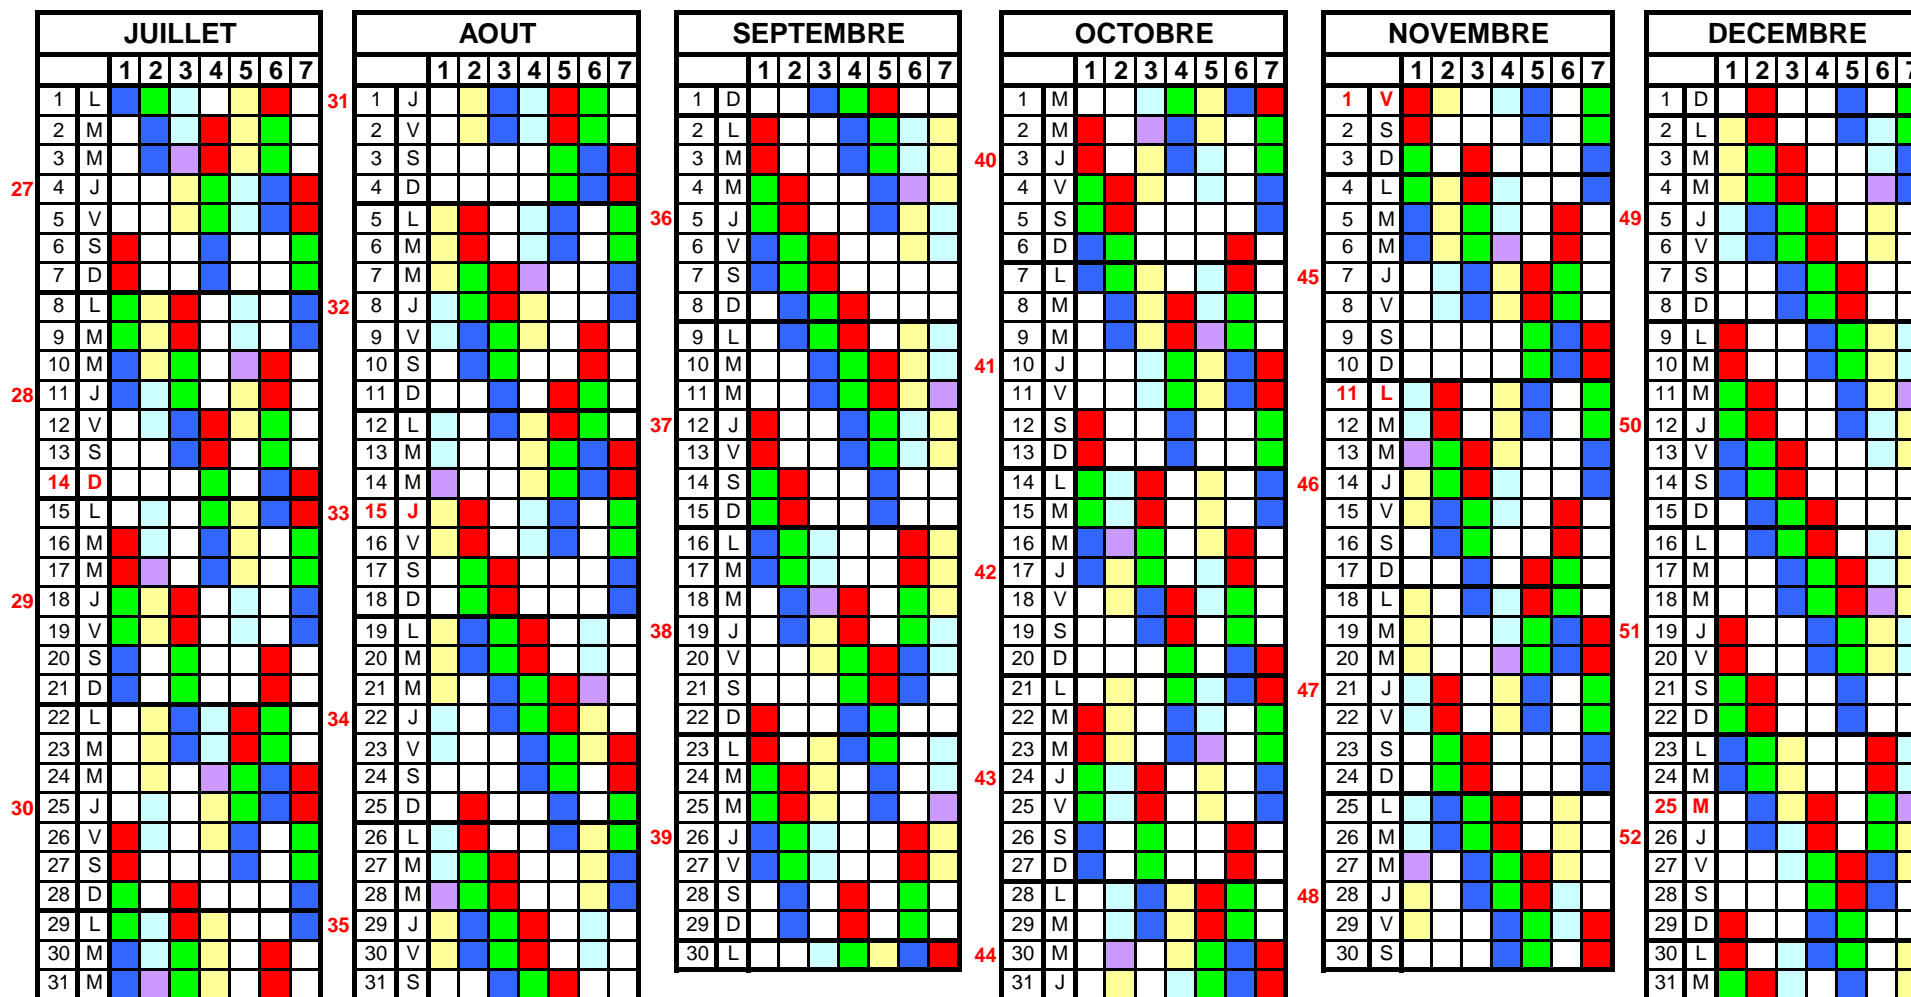 JUILLET AOUT SEPTEMBRE OCTOBRE NOVEMBRE DECEMBRE
1 2 3 4 5 6 7 1 2 3 4 5 6 7 1 2 3 4 5 6 7 1 2 3 4 5 6 7 1 2 3 4 5 6 7 1 2 3 4 5 6 7
1 L 31 1 J 1 D 1 M 1 V 1 D
2 M 2 V 2 L 2 M 2 S 2 L
3 M 3 S 3 M 40 3 J 3 D 3 M
27 4 J 4 D 4 M 4 V 4 L 4 M
5 V 5 L 36 5 J 5 S 5 M 49 5 J
6 S 6 M 6 V 6 D 6 M 6 V
7 D 7 M 7 S 7 L 45 7 J 7 S
8 L 32 8 J 8 D 8 M 8 V 8 D
9 M 9 V 9 L 9 M 9 S 9 L
10 M 10 S 10 M 41 10 J 10 D 10 M
28 11 J 11 D 11 M 11 V 11 L 11 M
12 V 12 L 37 12 J 12 S 12 M 50 12 J
13 S 13 M 13 V 13 D 13 M 13 V
14 D 14 M 14 S 14 L 46 14 J 14 S
15 L 33 15 J 15 D 15 M 15 V 15 D
16 M 16 V 16 L 16 M 16 S 16 L
17 M 17 S 17 M 42 17 J 17 D 17 M
29 18 J 18 D 18 M 18 V 18 L 18 M
19 V 19 L 38 19 J 19 S 19 M 51 19 J
20 S 20 M 20 V 20 D 20 M 20 V
21 D 21 M 21 S 21 L 47 21 J 21 S
22 L 34 22 J 22 D 22 M 22 V 22 D
23 M 23 V 23 L 23 M 23 S 23 L
24 M 24 S 24 M 43 24 J 24 D 24 M
30 25 J 25 D 25 M 25 V 25 L 25 M
26 V 26 L 39 26 J 26 S 26 M 52 26 J
27 S 27 M 27 V 27 D 27 M 27 V
28 D 28 M 28 S 28 L 48 28 J 28 S
29 L 35 29 J 29 D 29 M 29 V 29 D
30 M 30 V 30 L 44 30 M 30 S 30 L
31 M 31 S 31 J 31 M